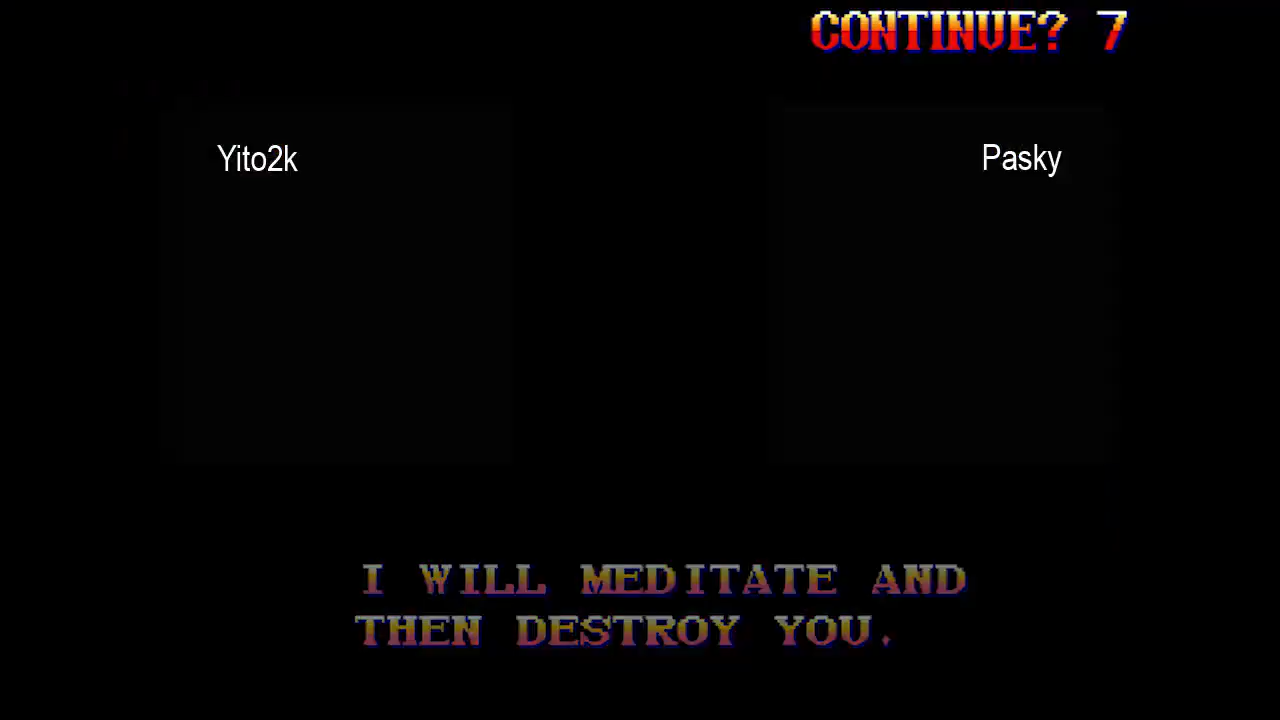 CONTINUE? 7
Yito2k
Pasky
I WILL MEDITATE AND
THEN DESTROY YOU.